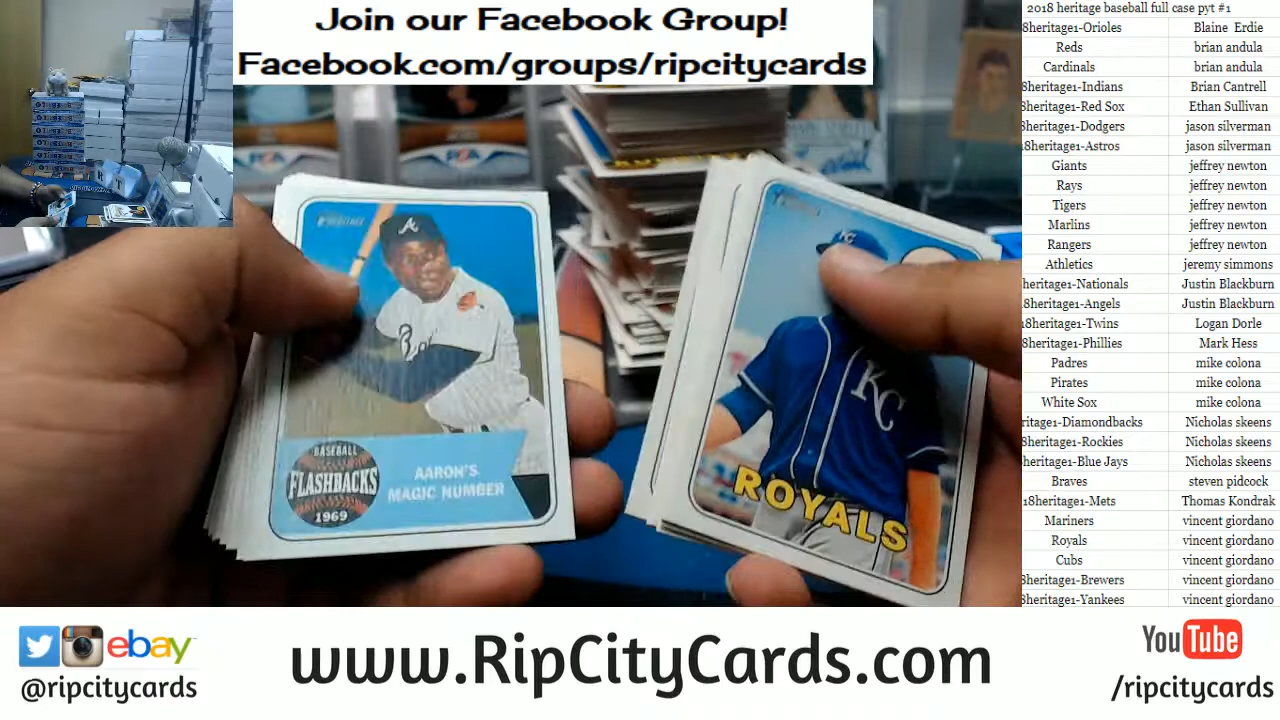 Join our Facebook Group!
Facebook.com/groups/ripcitycards
2018 heritage baseball full case pyt #1
8heritage1-Orioles Blaine Erdie
Reds brian andula
Cardinals brian andula
8heritage1-Indians Brian Cantrell
8heritage1-Red Sox Ethan Sullivan
8heritage1-Dodgers jason silverman
18heritage1-Astros jason silverman
Giants jeffrey newton
Rays jeffrey newton
Tigers jeffrey newton
Marlins jeffrey newton
Rangers jeffrey newton
Athletics jeremy simmons
heritage1-Nationals Justin Blackburn
8heritage1-Angels Justin Blackburn
18heritage1-Twins Logan Dorle
8heritage1-Phillies Mark Hess
Padres mike colona
Pirates mike colona
White Sox mike colona
ritage1-Diamondbacks Nicholas skeens
8heritage1-Rockies Nicholas skeens
heritage1-Blue Jays Nicholas skeens
Braves steven pidcock
18heritage1-Mets Thomas Kondrak
Mariners vincent giordano
Royals vincent giordano
Cubs vincent giordano
8heritage1-Brewers vincent giordano
8heritage1-Yankees vincent giordano
HERITAGE
A
BASEBALL
FLASHBACKS
1969
AARON'S
MAGIC NUMBER
KC
KC
ROYALS
ebay
@ripcitycards
www.RipCityCards.com
YouTube
/ripcitycards